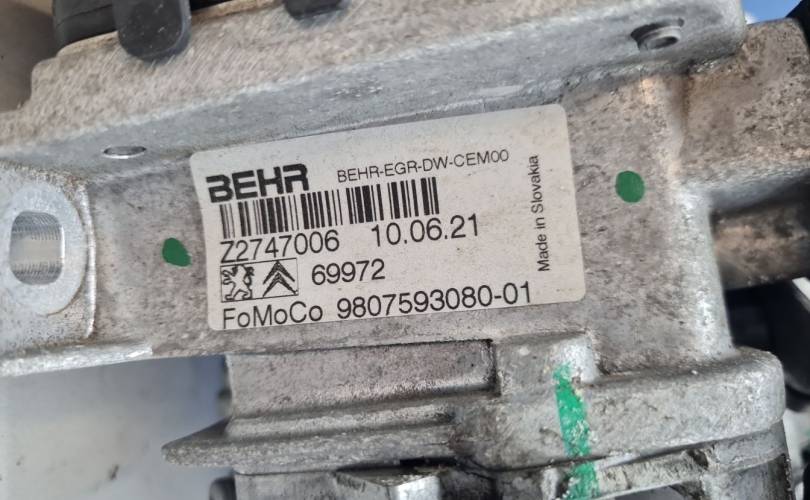 BEHR BEHR-EGR-DW-CEM00
Z2747006 10.06.21
69972
FoMoCo 9807593080-01
Made in Slovakia